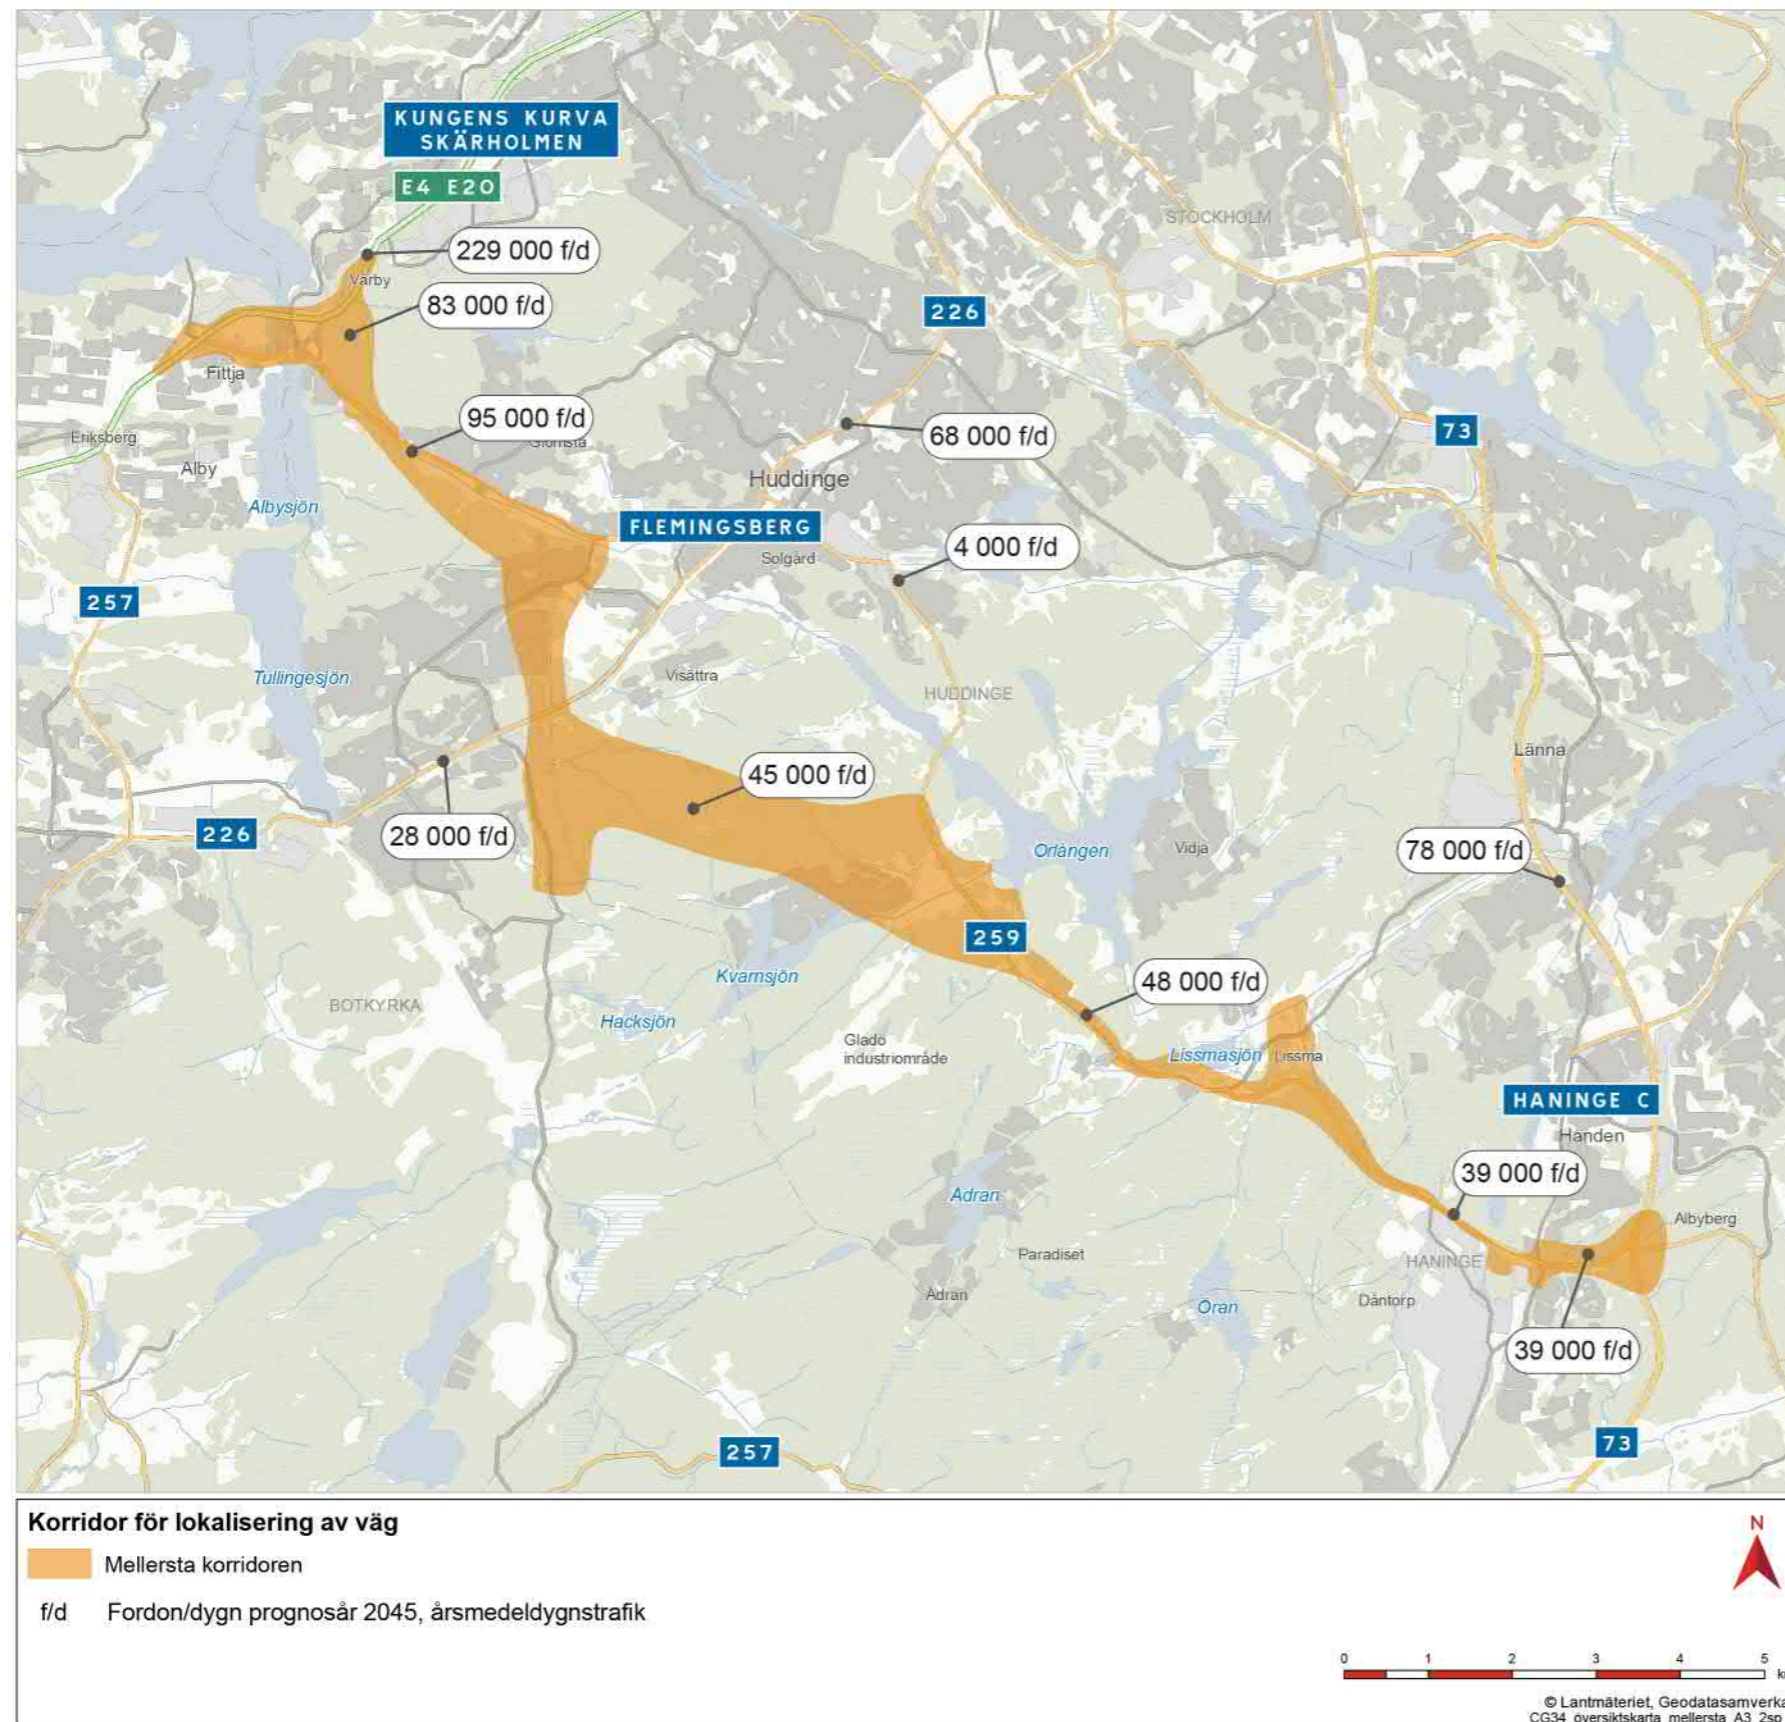 KUNGENS KURVA
SKÄRHOLMEN
E4 E20
STOCKHOLM
229 000 f/d
Vårby
83 000 f/d
226
Fittja
95 000 f/d
68 000 f/d
73
Eriksberg
Glömsta
Alby
Huddinge
Albysjön
FLEMINGSBERG
4 000 f/d
Solgård
257
Tullingesjön
Visättra
HUDDINGE
Länna
45 000 f/d
226
28 000 f/d
Orlången
Vidja
78 000 f/d
259
Kvarnsjön
48 000 f/d
BOTKYRKA
Hacksjön
Gladö
industriområde
Lissmasjön
Lissma
HANINGE C
Handen
39 000 f/d
Ådran
Albyberg
Paradiset
HANINGE
Ådran
Öran
Dåntorp
39 000 f/d
257
73
Korridor för lokalisering av väg
Mellersta korridoren
f/d Fordon/dygn prognosår 2045, årsmedeldygnstrafik
N
0 1 2 3 4 5
© Lantmäteriet, Geodatasamverka
CG34_översiktskarta_mellersta_A3_2sp